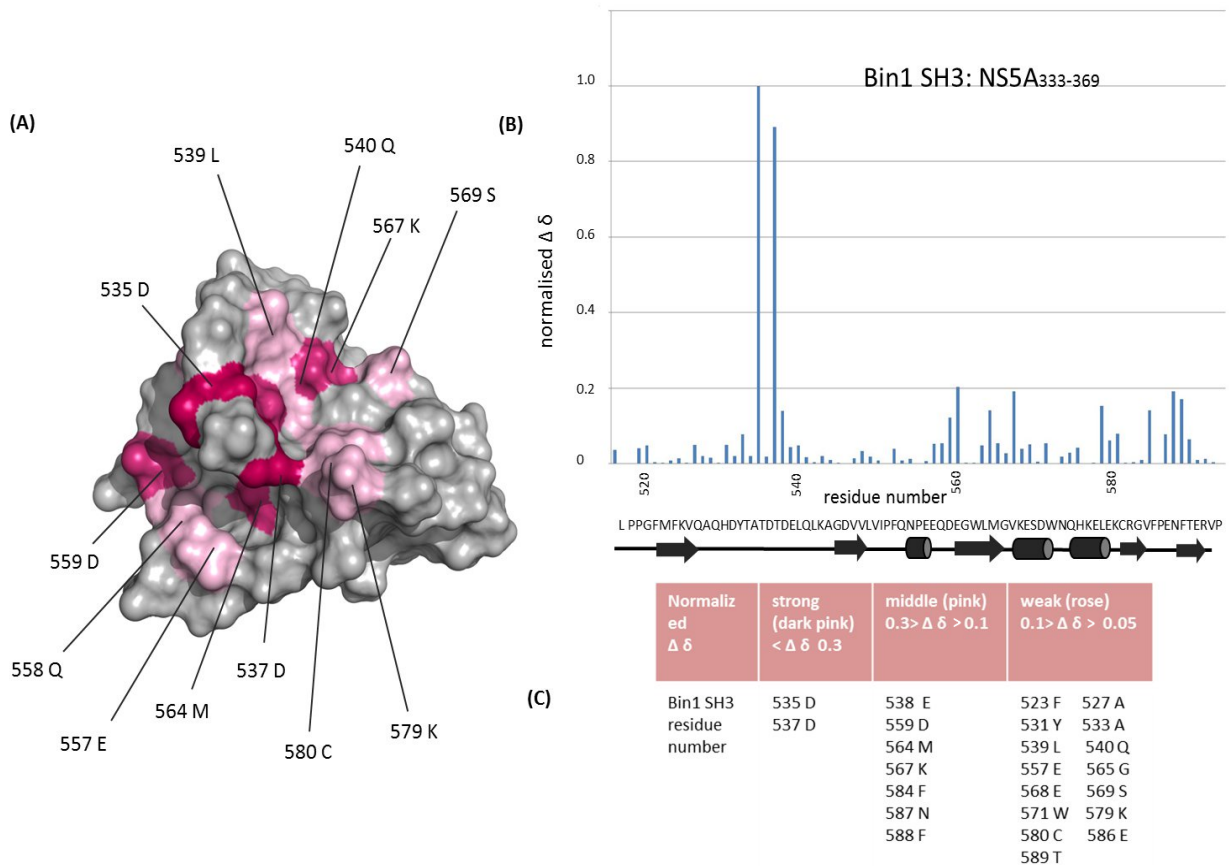 (A)
540 Q
539 L
569 S
567 K
535 D
559 D
558 Q
537 D
564 M
557 E
580 C
579 K
(B)
Bin1 SH3: NS5A333-369
normalised Δ δ
1.0
0.8
0.6
0.4
0.2
0
520
540
560
580
residue number
L PPGFMFKVQAQHDYTATDTDELQLKAGDVVLVIPFQNPEEQDEGWLMGVKESDWNQHKELEKCRGVFPENFTERVP
(C)
Normaliz
ed
Δ δ
strong
(dark pink)
< Δ δ 0.3
middle (pink)
0.3> Δ δ > 0.1
weak (rose)
0.1> Δ δ > 0.05
Bin1 SH3
residue
number
535 D
537 D
538 E
559 D
564 M
567 K
584 F
587 N
588 F
523 F 527 A
531 Y 533 A
539 L 540 Q
557 E 565 G
568 E 569 S
571 W 579 K
580 C 586 E
589 T